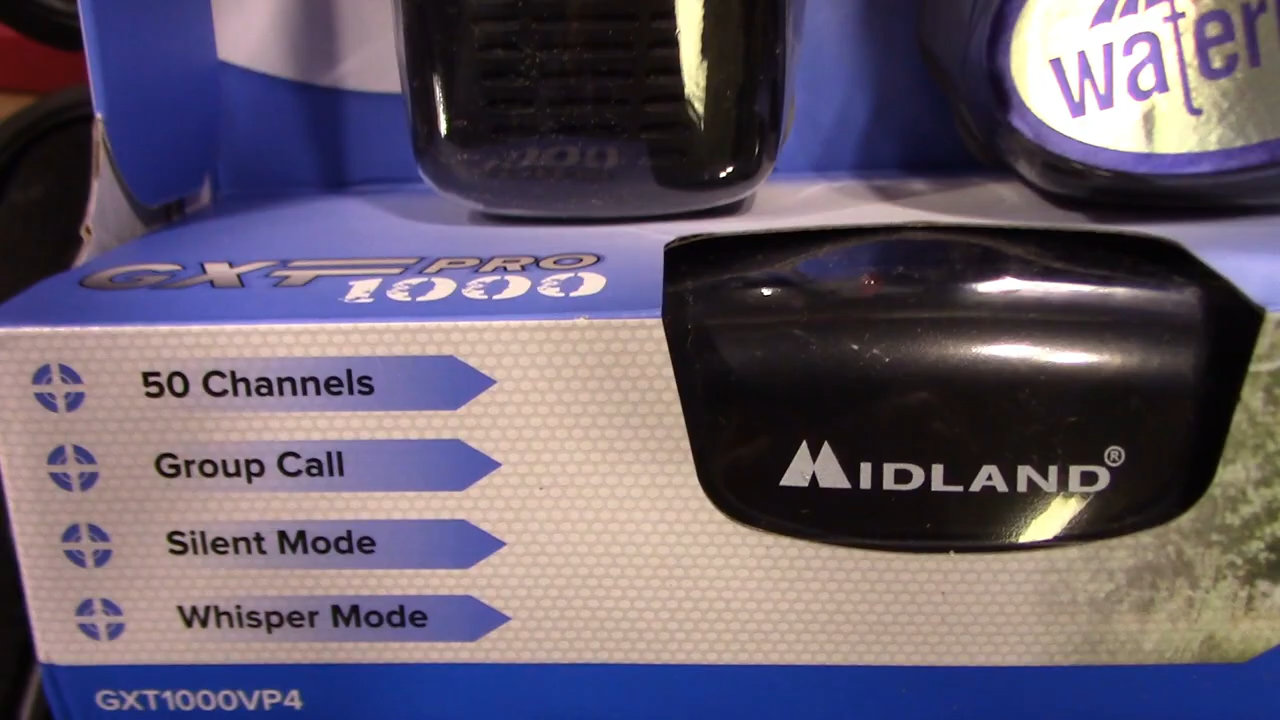 water
GXT PRO
1000
50 Channels
Group Call
Silent Mode
Whisper Mode
MIDLAND®
GXT1000VP4